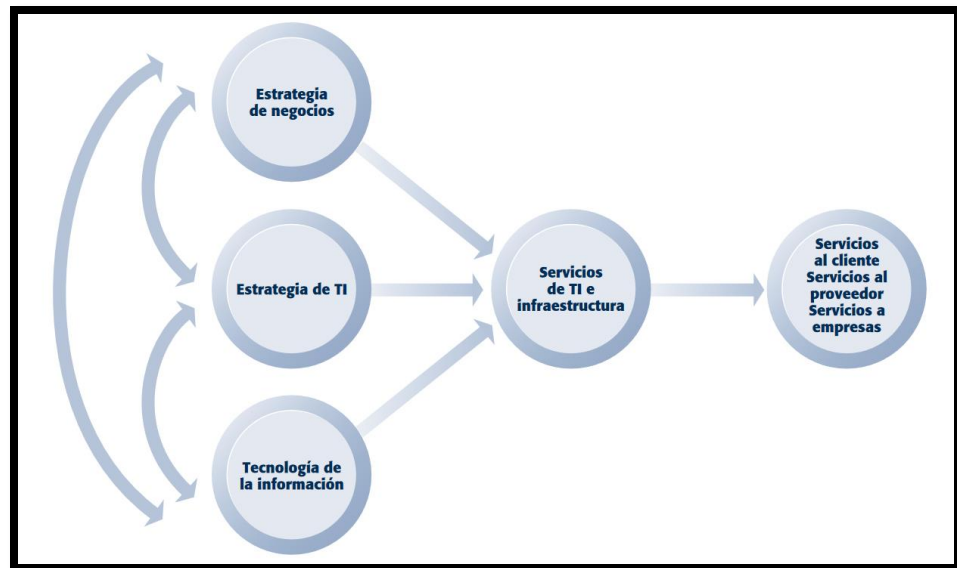 Estrategia
de negocios
Estrategia de TI
Tecnología de
la información
Servicios
de TI e
infraestructura
Servicios
al cliente
Servicios al
proveedor
Servicios a
empresas